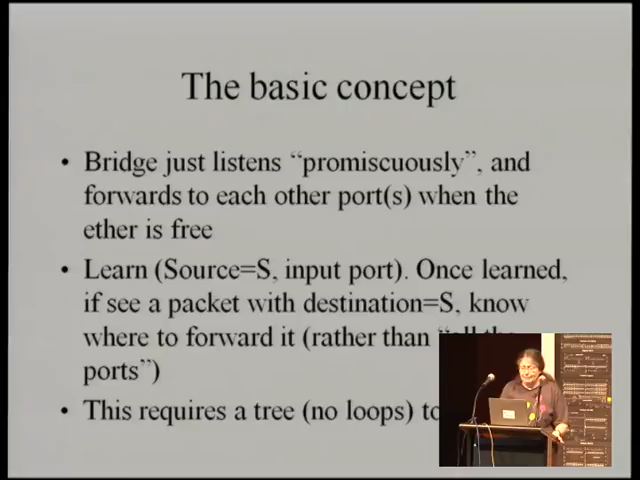 The basic concept
• Bridge just listens “promiscuously”, and
forwards to each other port(s) when the
ether is free
• Learn (Source=S, input port). Once learned,
if see a packet with destination=S, know
where to forward it (rather than “all the
ports”)
• This requires a tree (no loops) to